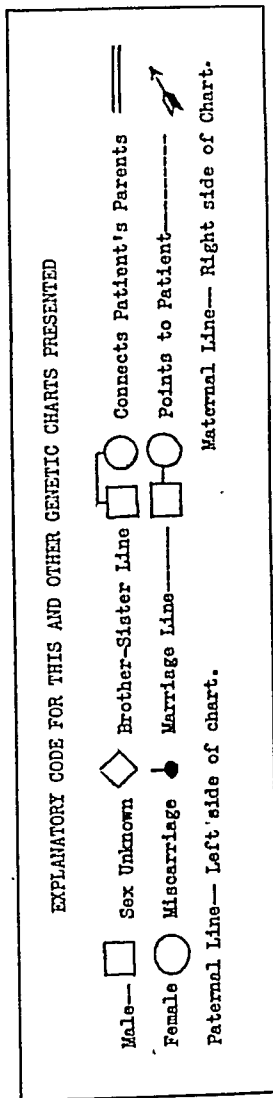 EXPLANATORY CODE FOR THIS AND OTHER GENETIC CHARTS PRESENTED
Male— Sex Unknown Brother-Sister Line Connects Patient's Parents
Female Miscarriage Marriage Line------ Points to Patient---------
Paternal Line— Left side of chart. Maternal Line— Right side of Chart.